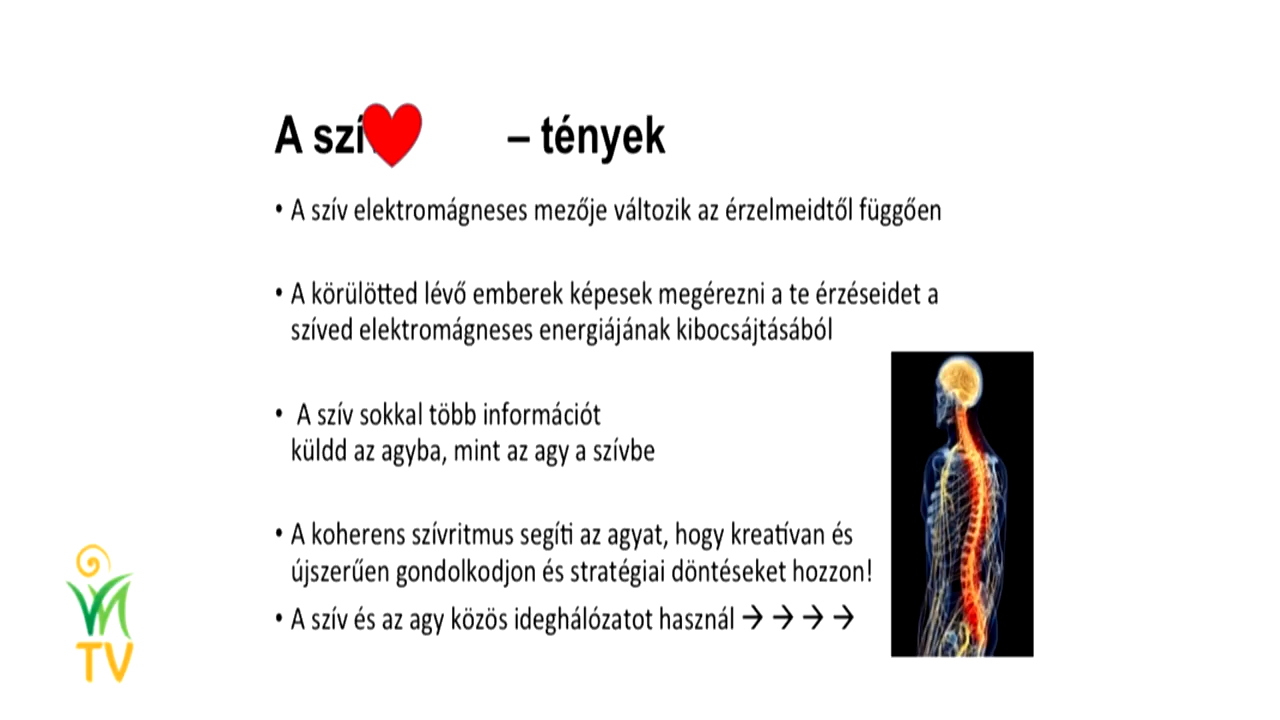 A szí – tények
• A szív elektromágneses mezője változik az érzelmeidtől függően
• A körülötted lévő emberek képesek megérezni a te érzéseidet a
szíved elektromágneses energiájának kibocsájtásából
• A szív sokkal több információt
küldd az agyba, mint az agy a szívbe
• A koherens szívritmus segíti az agyat, hogy kreatívan és
újszerűen gondolkodjon és stratégiai döntéseket hozzon!
• A szív és az agy közös ideghálózatot használ → → → →
TV